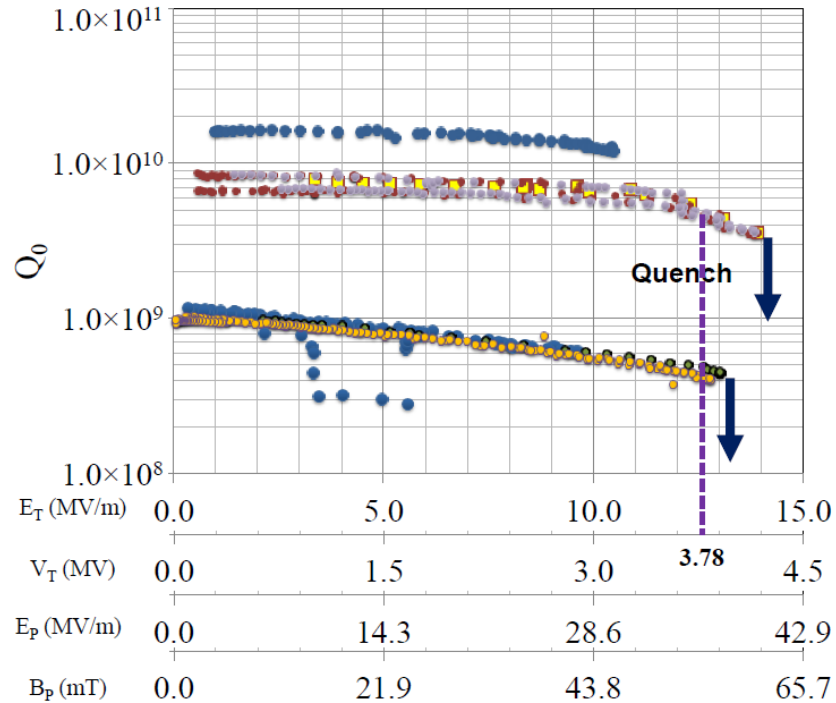 1.0×10¹¹
1.0×10¹⁰
Q₀
Quench
1.0×10⁹
1.0×10⁸
E_T (MV/m) 0.0 5.0 10.0 15.0
3.78
V_T (MV) 0.0 1.5 3.0 4.5
E_P (MV/m) 0.0 14.3 28.6 42.9
B_P (mT) 0.0 21.9 43.8 65.7